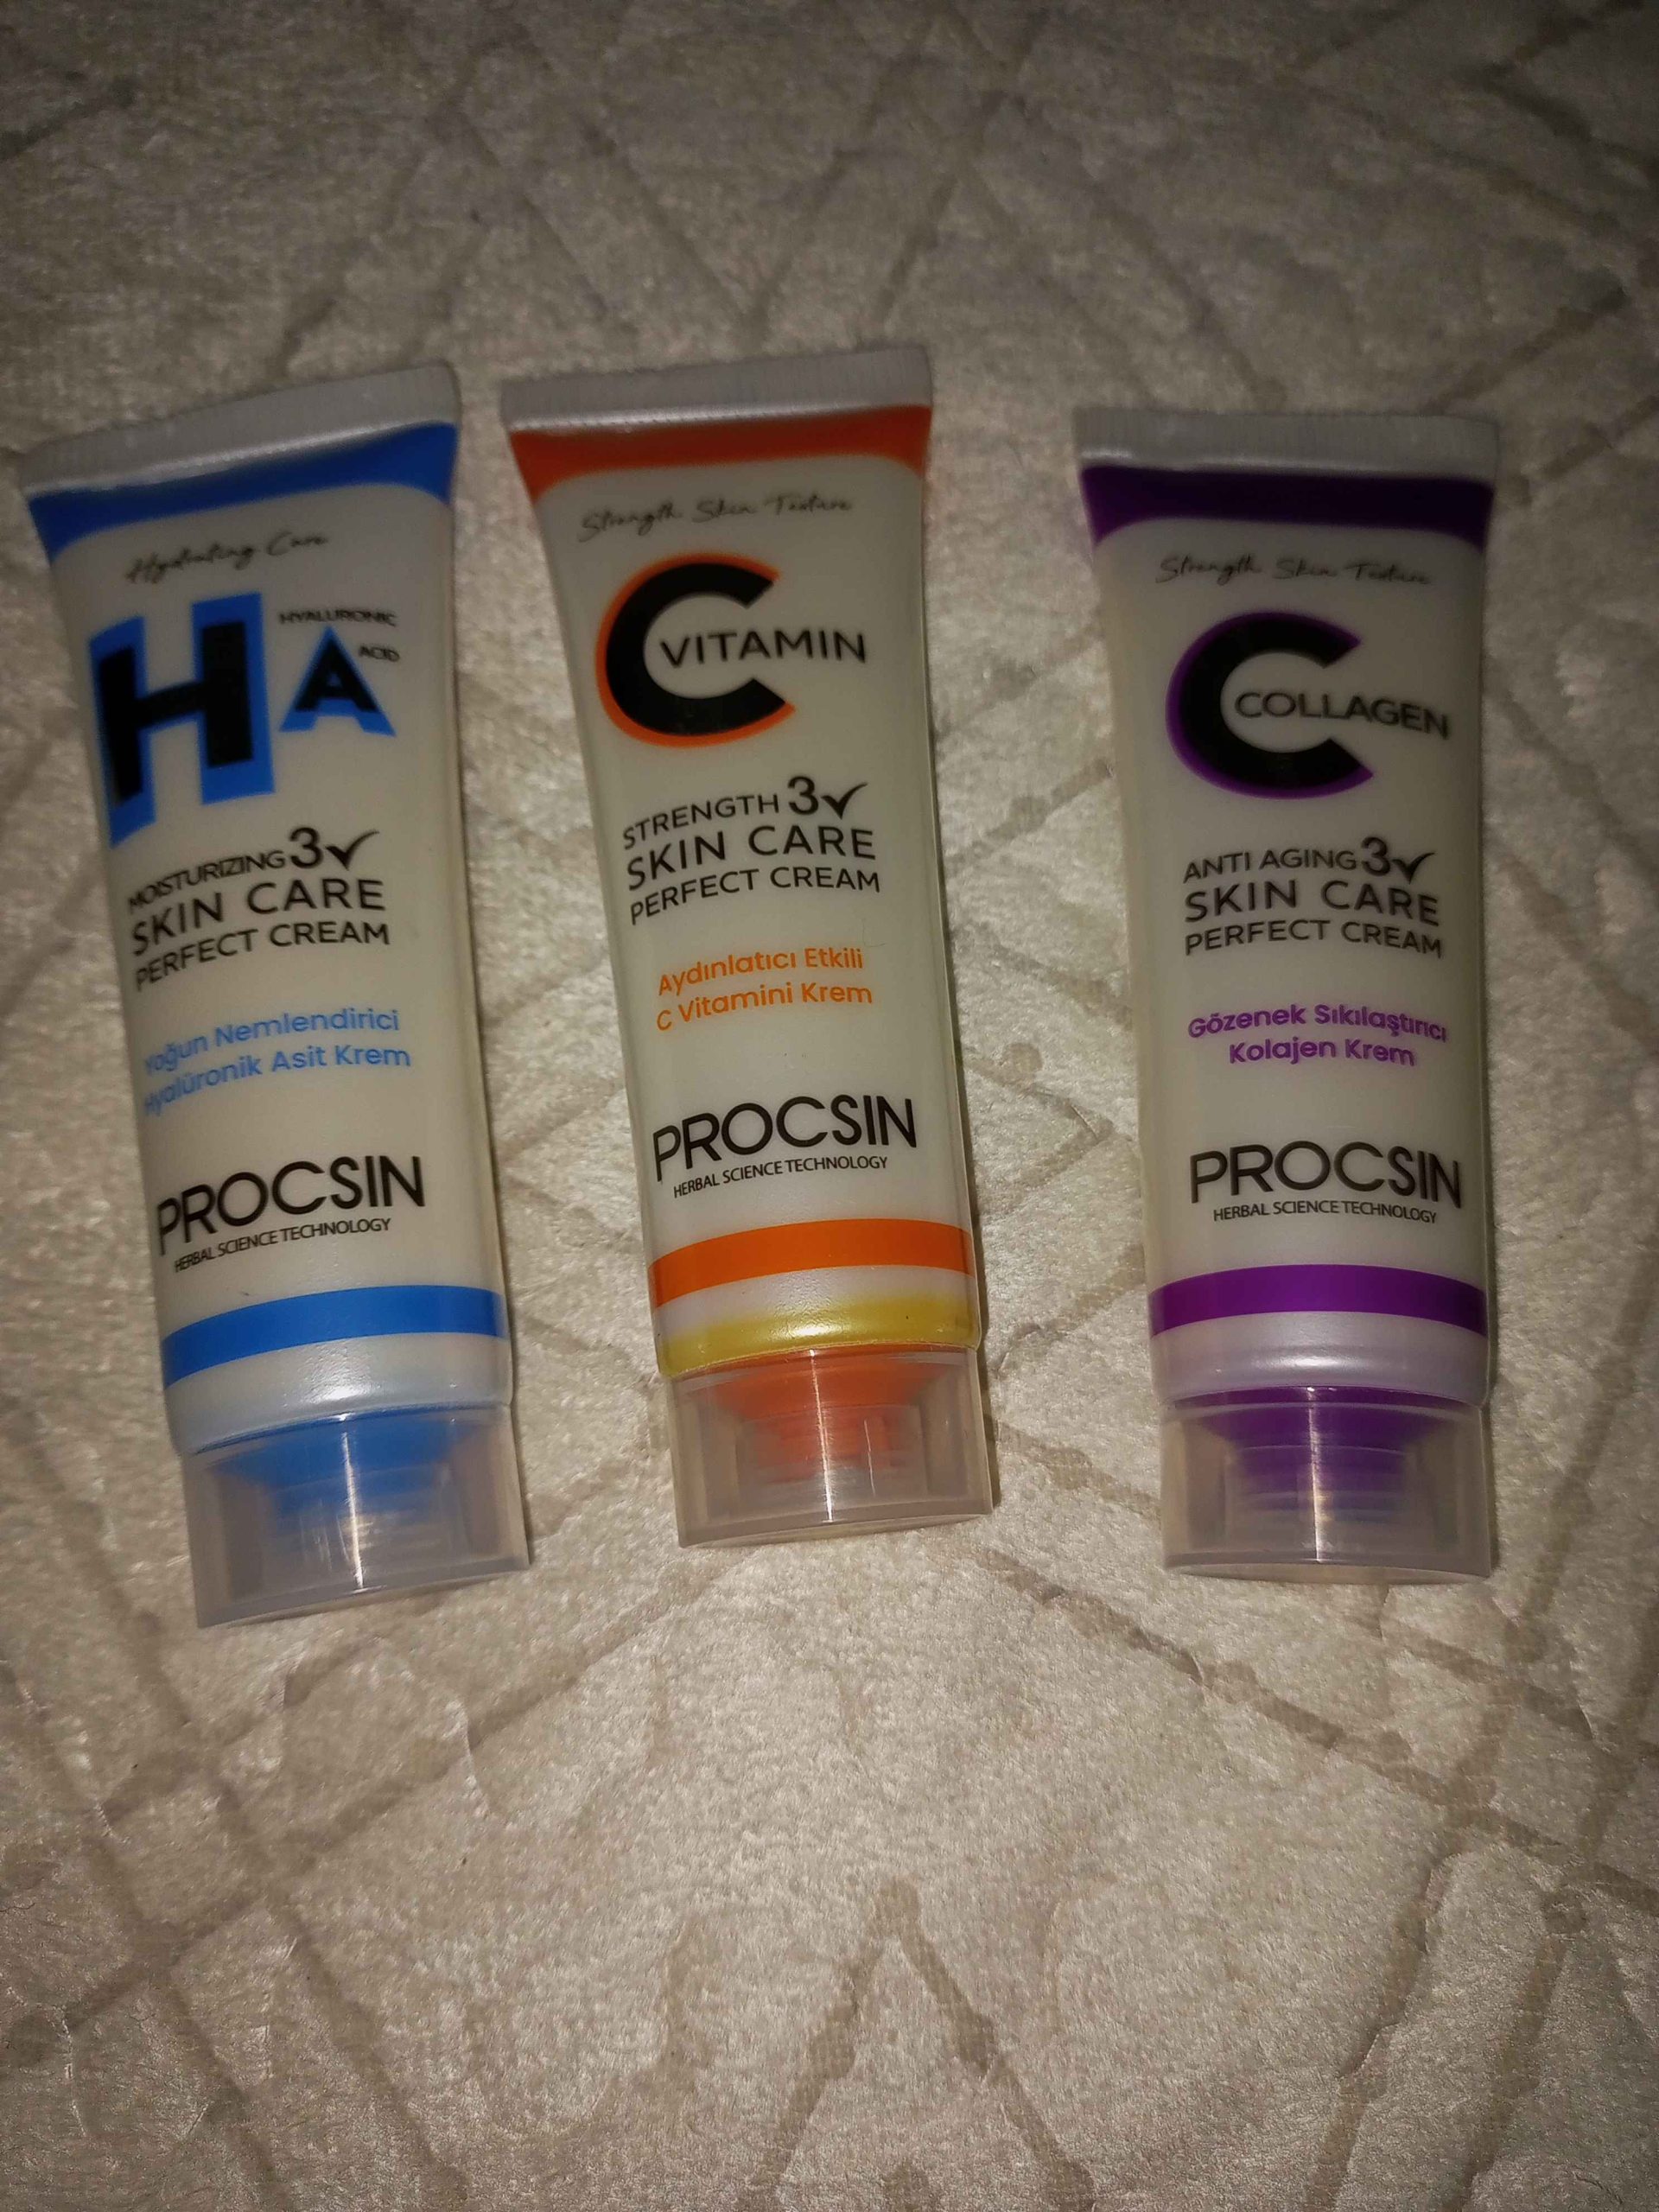 Hydrating Care
HA
HYALURONIC
ACID
MOISTURIZING 3
SKIN CARE
PERFECT CREAM
Yoğun Nemlendirici
Hyalüronik Asit Krem
PROCSIN
HERBAL SCIENCE TECHNOLOGY
Strength Skin Texture
C VITAMIN
STRENGTH 3
SKIN CARE
PERFECT CREAM
Aydınlatıcı Etkili
C Vitamini Krem
PROCSIN
HERBAL SCIENCE TECHNOLOGY
Strength Skin Texture
C COLLAGEN
ANTI AGING 3
SKIN CARE
PERFECT CREAM
Gözenek Sıkılaştırıcı
Kolajen Krem
PROCSIN
HERBAL SCIENCE TECHNOLOGY